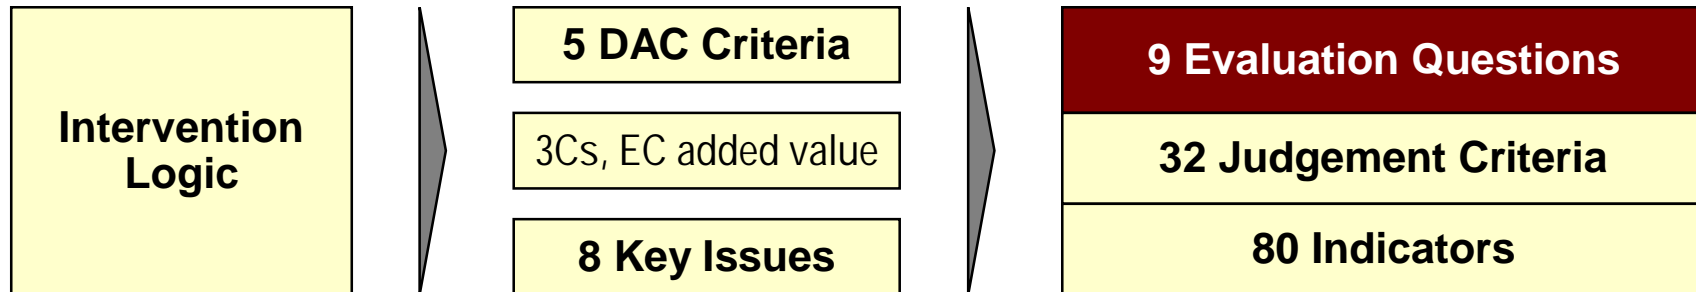 Intervention
Logic
5 DAC Criteria
3Cs, EC added value
8 Key Issues
9 Evaluation Questions
32 Judgement Criteria
80 Indicators